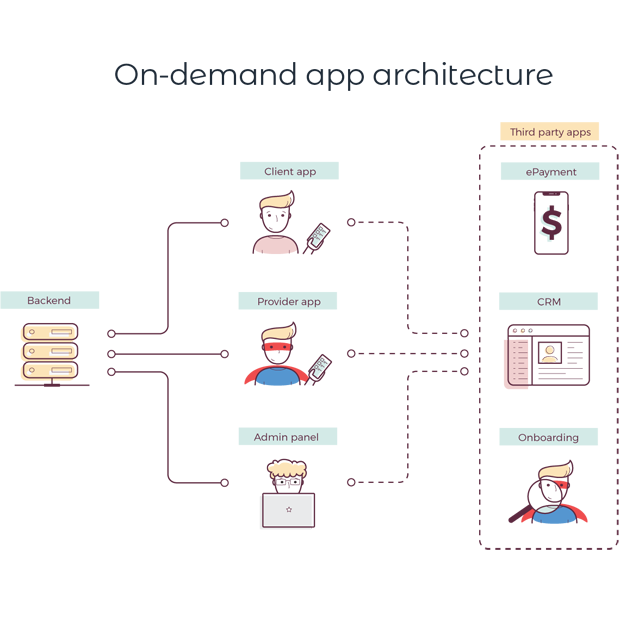 On-demand app architecture
Third party apps
Client app
ePayment
$
Backend
Provider app
CRM
Admin panel
Onboarding